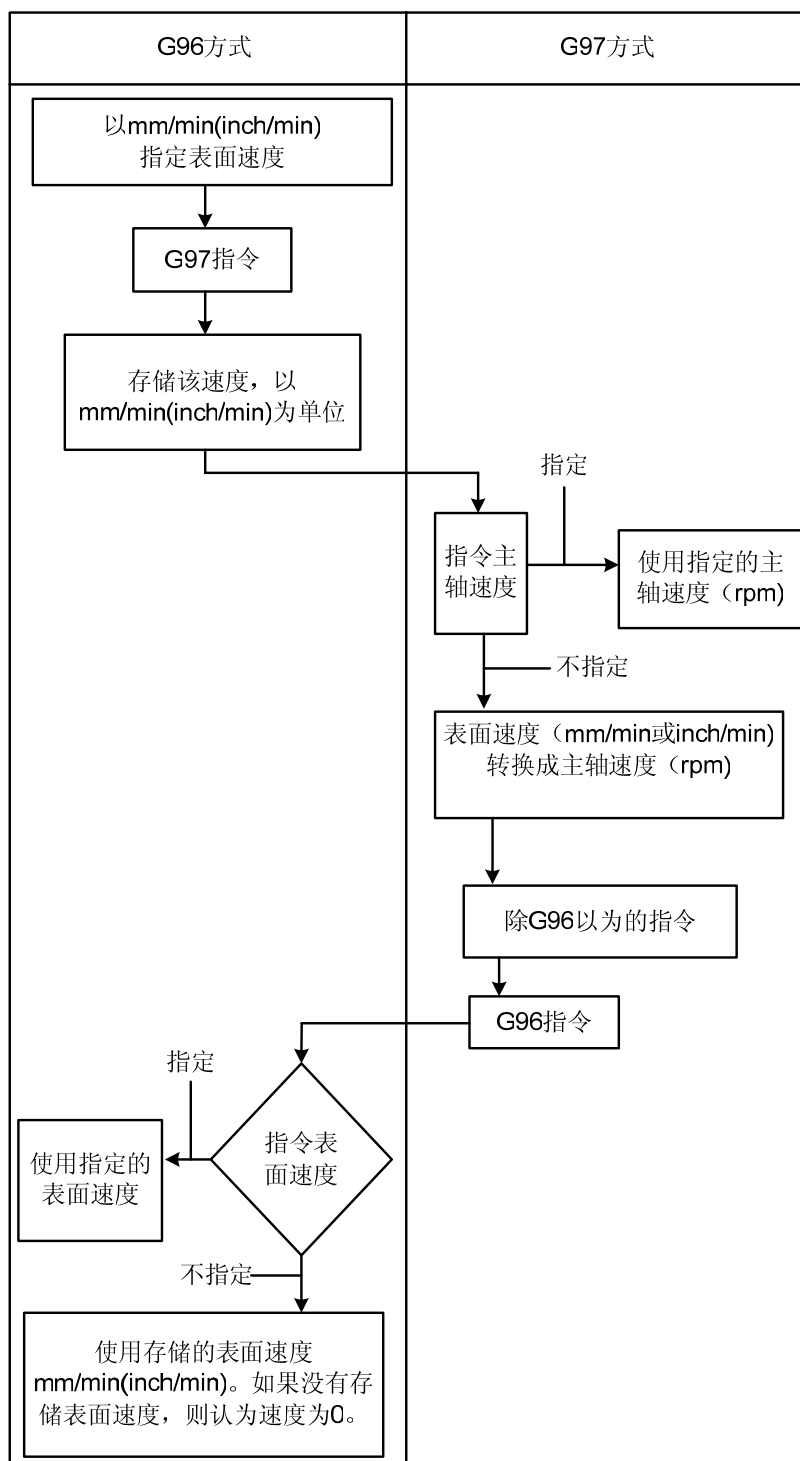 G96方式
G97方式
以mm/min(inch/min)
指定表面速度
G97指令
存储该速度，以
mm/min(inch/min)为单位
指定
指令主
轴速度
使用指定的主
轴速度（rpm)
不指定
表面速度（mm/min或inch/min)
转换成主轴速度（rpm)
除G96以为的指令
G96指令
指定
指令表
面速度
使用指定的
表面速度
不指定
使用存储的表面速度
mm/min(inch/min)。如果没有存
储表面速度，则认为速度为0。